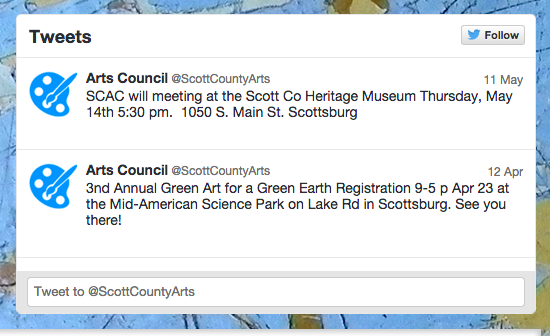 Tweets
Follow
Arts Council @ScottCountyArts 11 May
SCAC will meeting at the Scott Co Heritage Museum Thursday, May
14th 5:30 pm.  1050 S. Main St. Scottsburg
Arts Council @ScottCountyArts 12 Apr
3nd Annual Green Art for a Green Earth Registration 9-5 p Apr 23 at
the Mid-American Science Park on Lake Rd in Scottsburg. See you
there!
Tweet to @ScottCountyArts